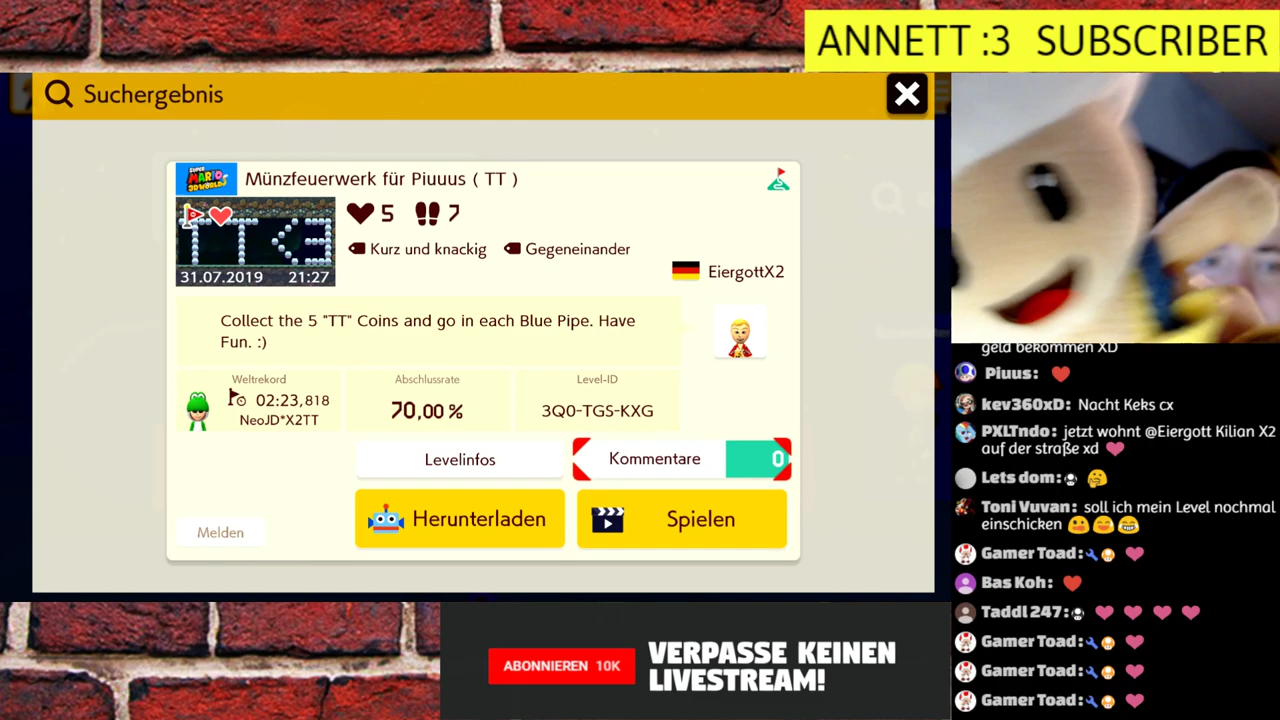 ANNETT :3 SUBSCRIBER
Suchergebnis
SUPER
MARIO
3D WORLD
Münzfeuerwerk für Piuuus ( TT )
5
7
Kurz und knackig
Gegeneinander
31.07.2019 21:27
EiergottX2
Collect the 5 "TT" Coins and go in each Blue Pipe. Have
Fun. :)
Weltrekord
02:23,818
NeoJD*X2TT
Abschlussrate
70,00 %
Level-ID
3Q0-TGS-KXG
Levelinfos
Kommentare
0
Melden
Herunterladen
Spielen
geld bekommen XD
Piuus:
kev360xD: Nacht Keks cx
PXLTndo: jetzt wohnt @Eiergott Kilian X2
auf der straße xd
Lets dom:
Toni Vuvan: soll ich mein Level nochmal
einschicken
Gamer Toad:
Bas Koh:
Taddl 247:
Gamer Toad:
Gamer Toad:
Gamer Toad:
ABONNIEREN 10K
VERPASSE KEINEN
LIVESTREAM!